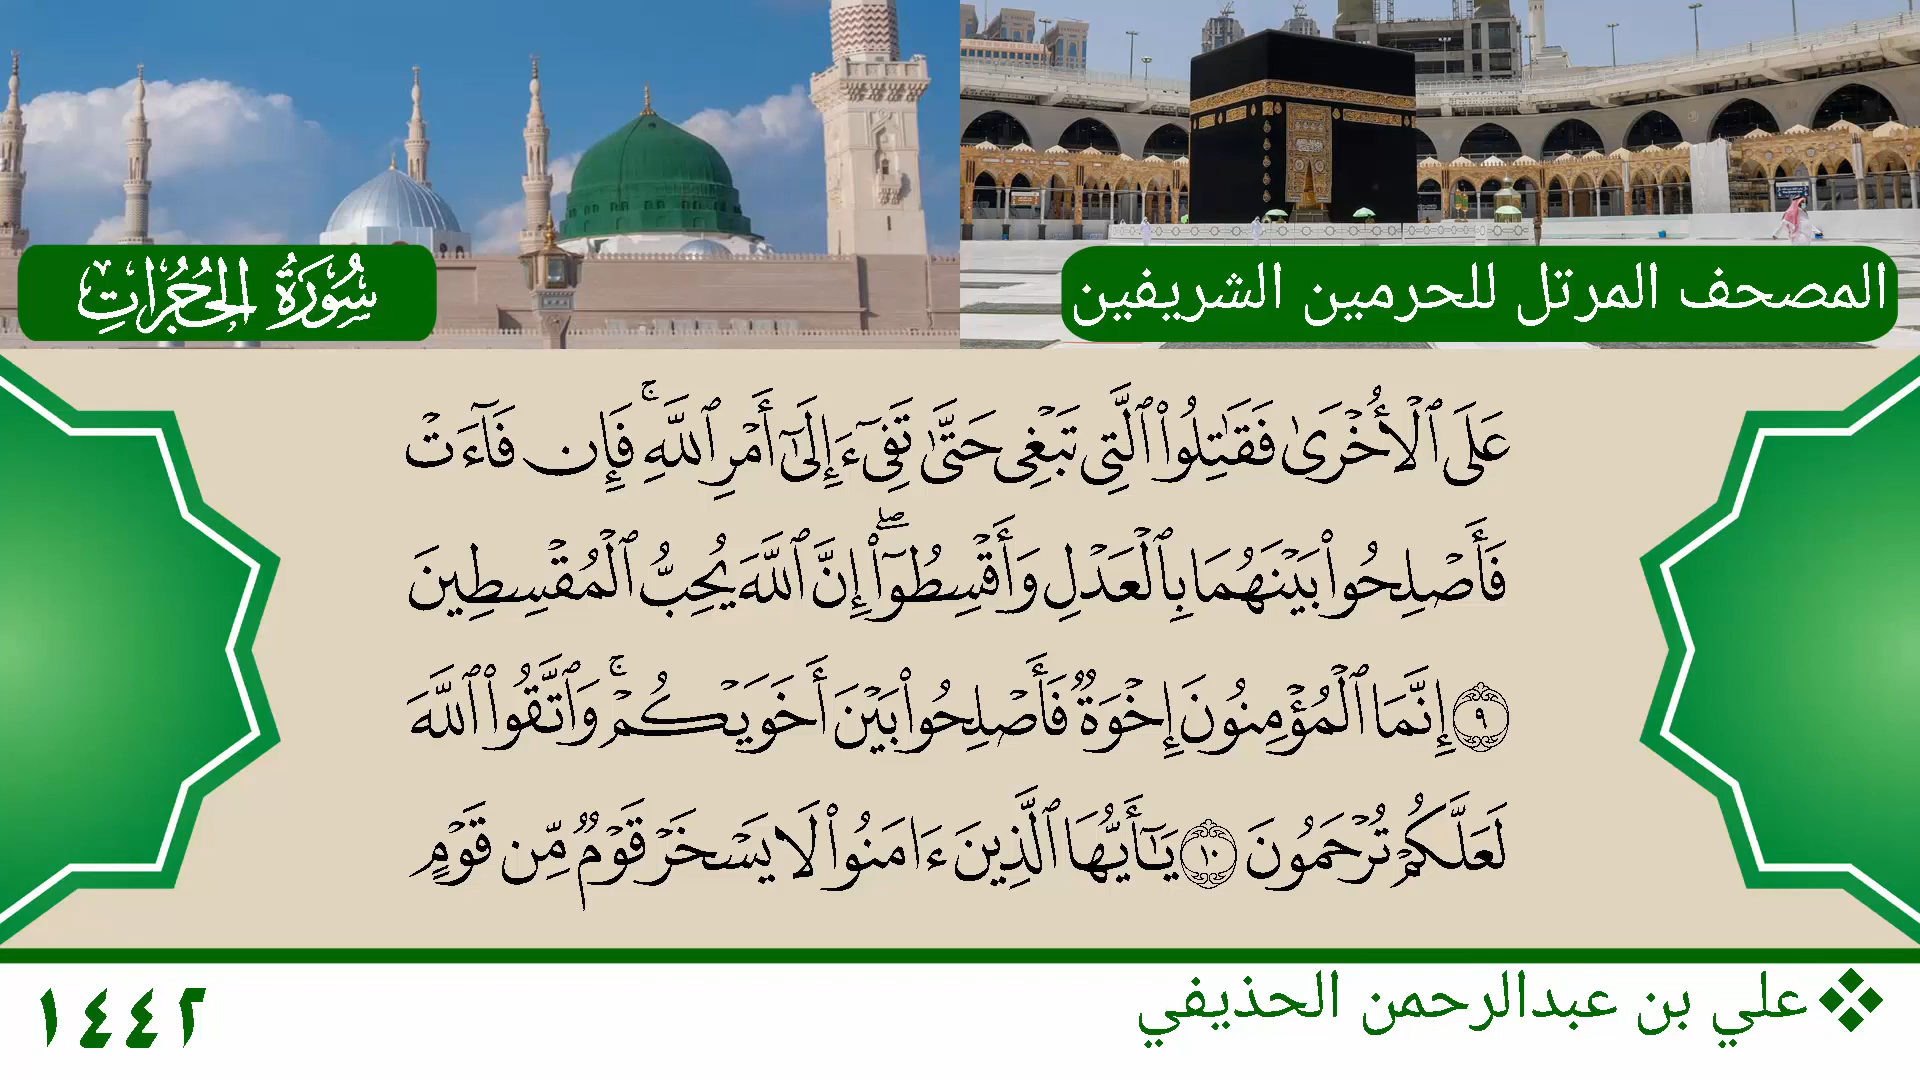 المصحف المرتل للحرمين الشريفين
سُورَةُ الحُجُرَاتِ
عَلَى ٱلْأُخْرَىٰ فَقَـٰتِلُوا۟ ٱلَّتِى تَبْغِى حَتَّىٰ تَفِىٓءَ إِلَىٰٓ أَمْرِ ٱللَّهِ ۚ فَإِن فَآءَتْ
فَأَصْلِحُوا۟ بَيْنَهُمَا بِٱلْعَدْلِ وَأَقْسِطُوٓا۟ ۖ إِنَّ ٱللَّهَ يُحِبُّ ٱلْمُقْسِطِينَ
٩ إِنَّمَا ٱلْمُؤْمِنُونَ إِخْوَةٌ فَأَصْلِحُوا۟ بَيْنَ أَخَوَيْكُمْ ۚ وَٱتَّقُوا۟ ٱللَّهَ
لَعَلَّكُمْ تُرْحَمُونَ ١٠ يَـٰٓأَيُّهَا ٱلَّذِينَ ءَامَنُوا۟ لَا يَسْخَرْ قَوْمٌ مِّن قَوْمٍ
علي بن عبدالرحمن الحذيفي
١٤٤٢